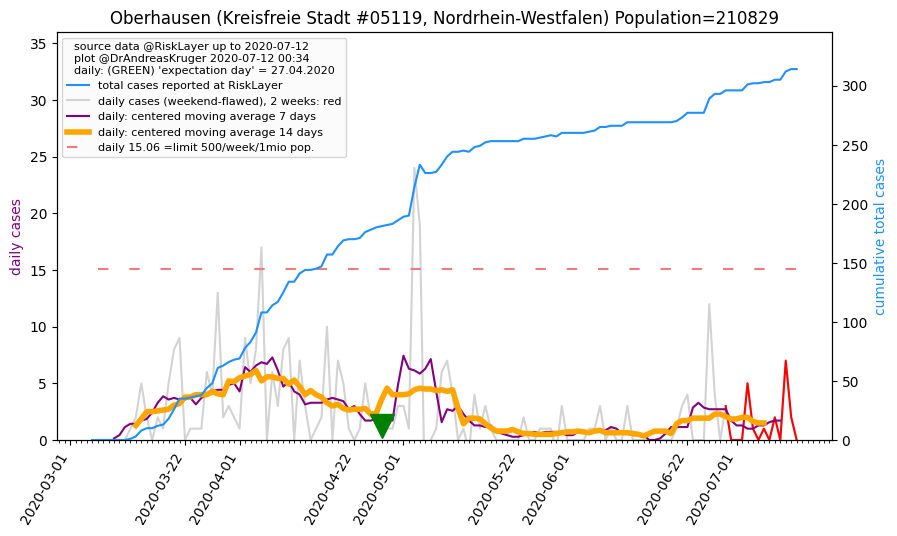 Oberhausen (Kreisfreie Stadt #05119, Nordrhein-Westfalen) Population=210829
source data @RiskLayer up to 2020-07-12
plot @DrAndreasKruger 2020-07-12 00:34
daily: (GREEN) 'expectation day' = 27.04.2020
total cases reported at RiskLayer
daily cases (weekend-flawed), 2 weeks: red
daily: centered moving average 7 days
daily: centered moving average 14 days
daily 15.06 =limit 500/week/1mio pop.
daily cases
35
30
25
20
15
10
5
0
cumulative total cases
300
250
200
150
100
50
0
2020-03-01
2020-03-22
2020-04-01
2020-04-22
2020-05-01
2020-05-22
2020-06-01
2020-06-22
2020-07-01